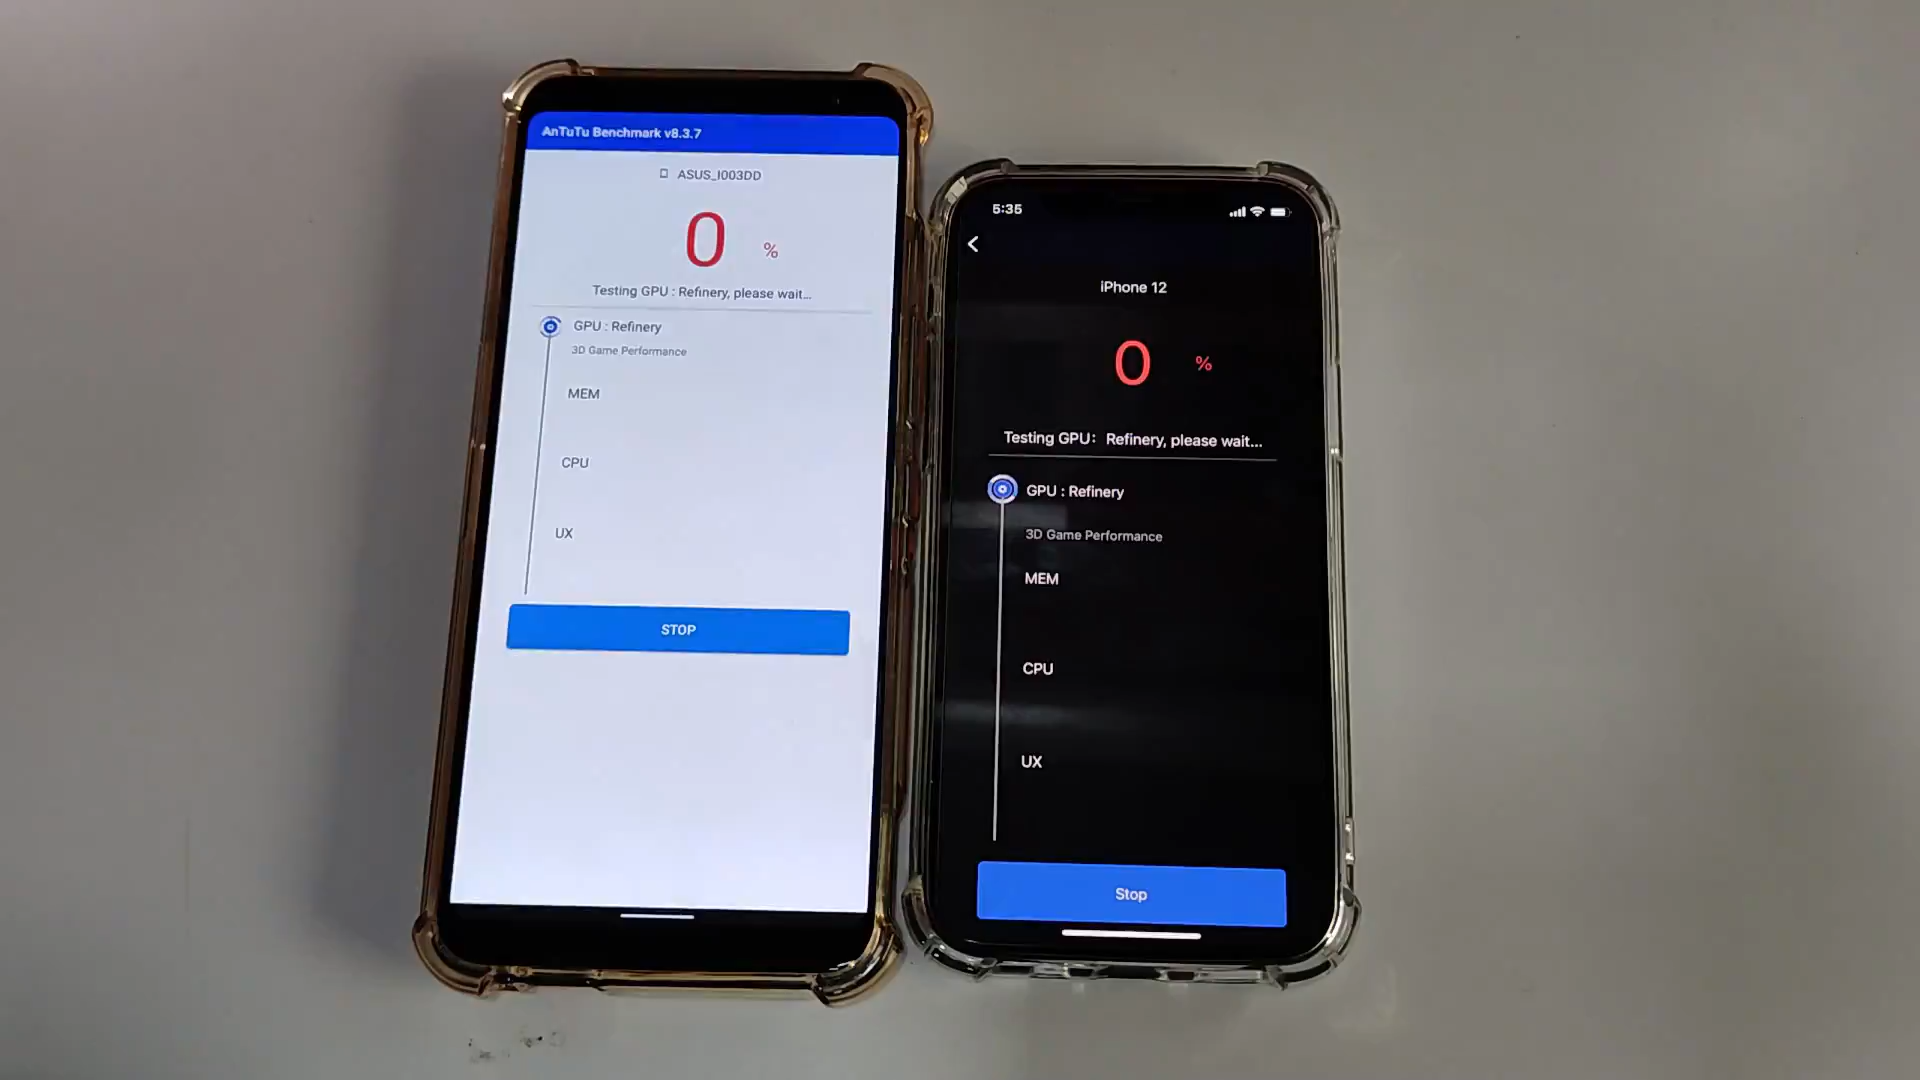 AnTuTu Benchmark v8.3.7
ASUS_I003DD
0 %
Testing GPU : Refinery, please wait...
GPU : Refinery
3D Game Performance
MEM
CPU
UX
STOP
5:35
iPhone 12
0 %
Testing GPU: Refinery, please wait...
GPU : Refinery
3D Game Performance
MEM
CPU
UX
Stop